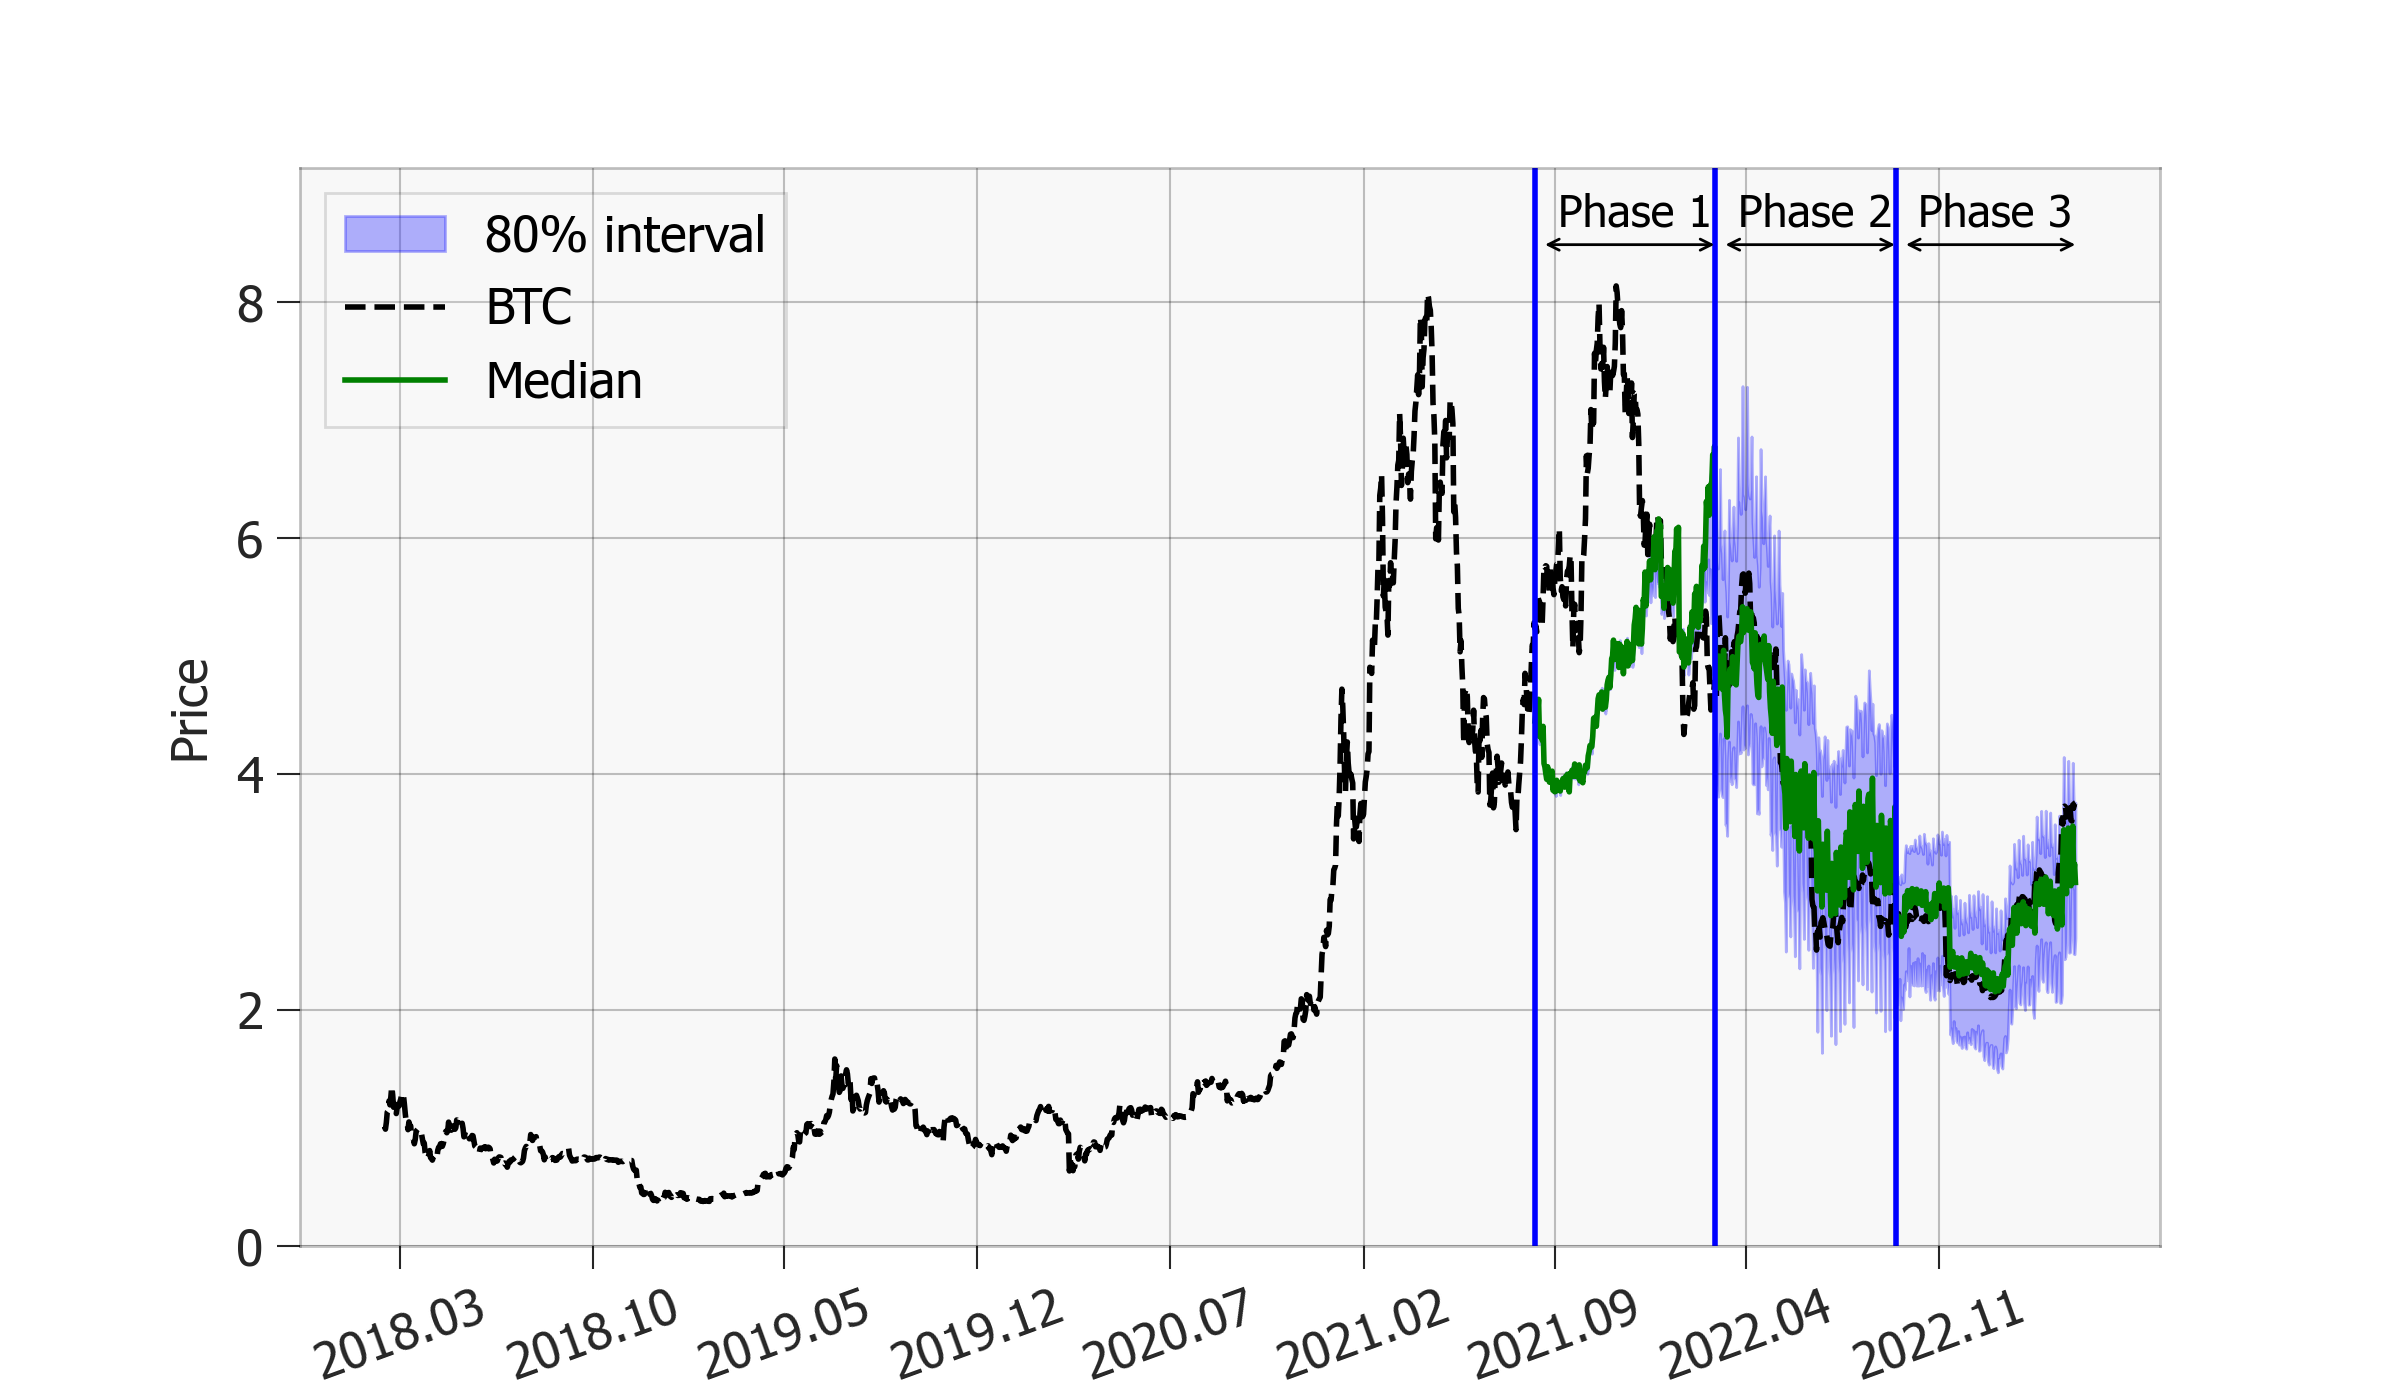 Phase 1
Phase 2
Phase 3
80% interval
BTC
Median
8
6
4
2
0
Price
2018.03
2018.10
2019.05
2019.12
2020.07
2021.02
2021.09
2022.04
2022.11